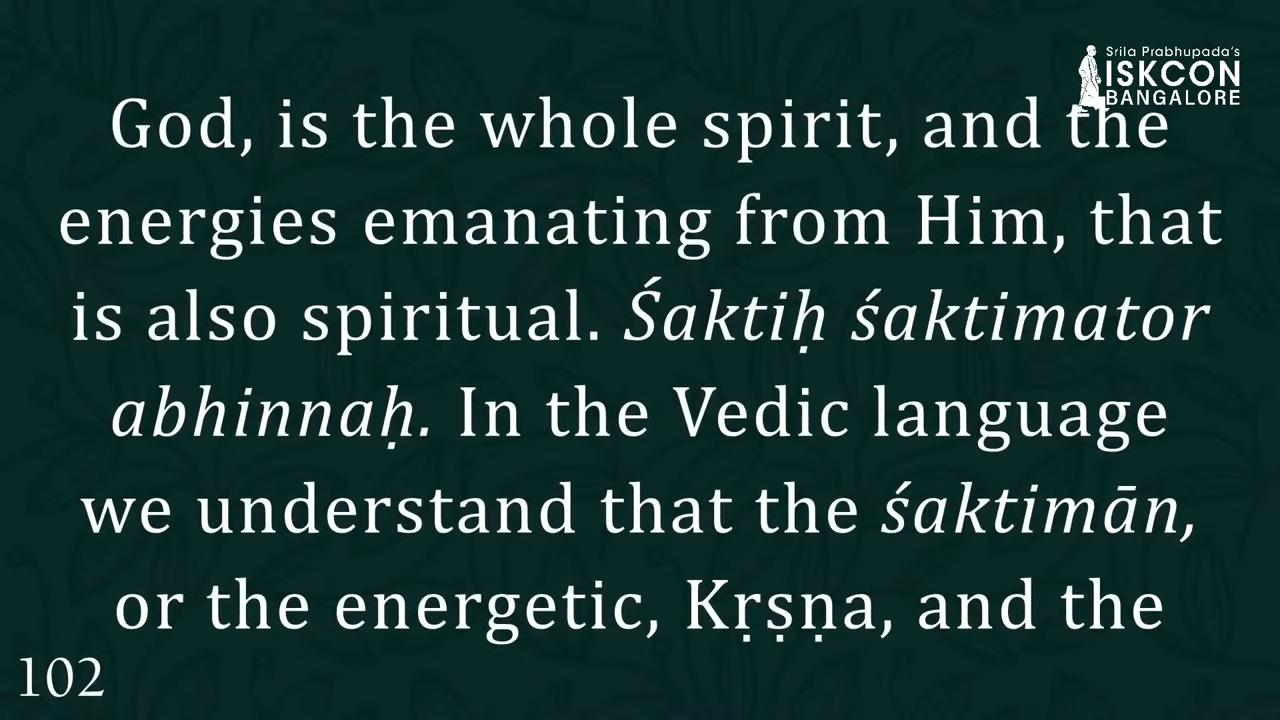 Srila Prabhupada's
ISKCON
BANGALORE
God, is the whole spirit, and the
energies emanating from Him, that
is also spiritual. Śaktiḥ śaktimator
abhinnaḥ. In the Vedic language
we understand that the śaktimān,
or the energetic, Kṛṣṇa, and the
102